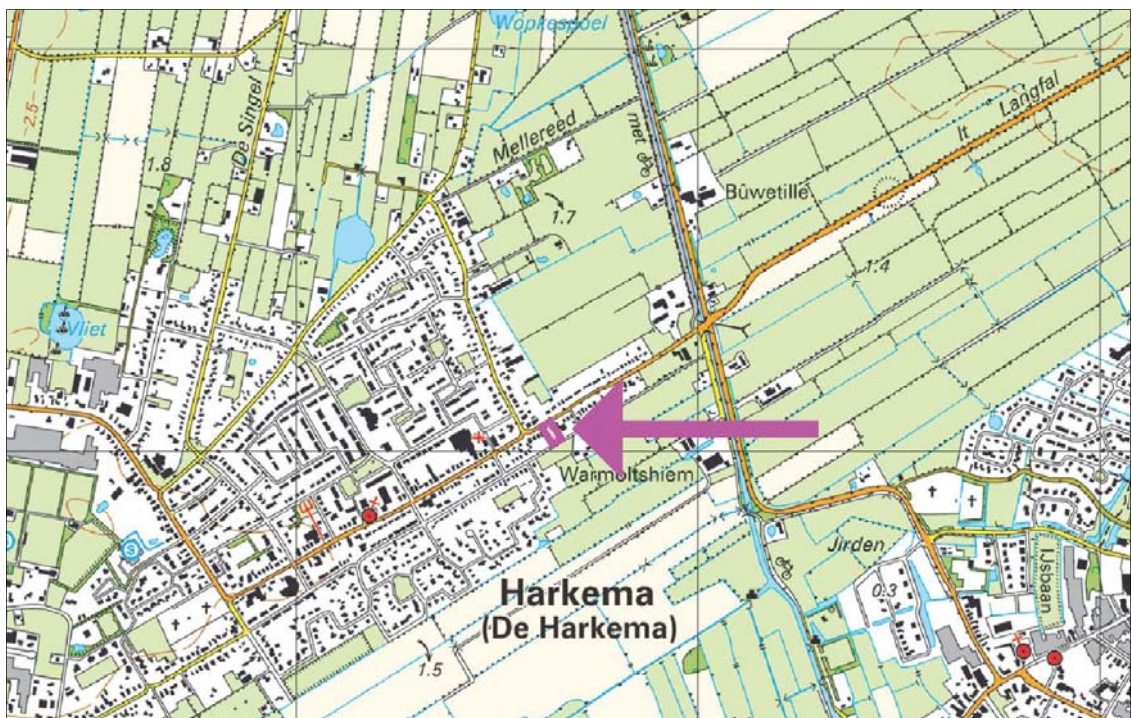 Wopkespoel
De Singel
2.5
1.8
Mellereed
met
It Langfal
Bûwetille
1.7
1.4
Vliet
Warmoltshiem
S
Jirden
IJsbaan
0.3
Harkema
(De Harkema)
1.5